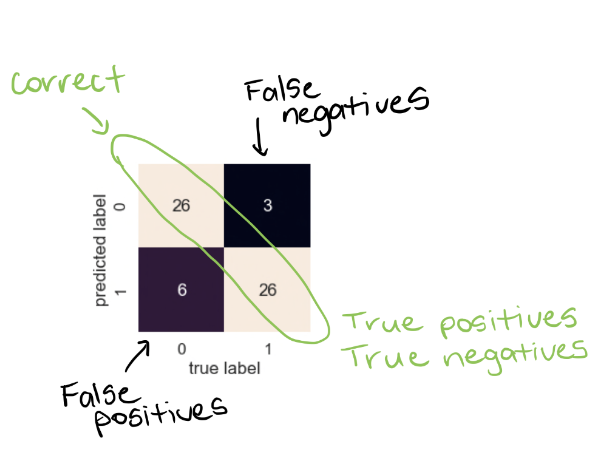 Correct
False
negatives
predicted label
0
1
26
3
6
26
0
1
true label
True positives
True negatives
False
positives